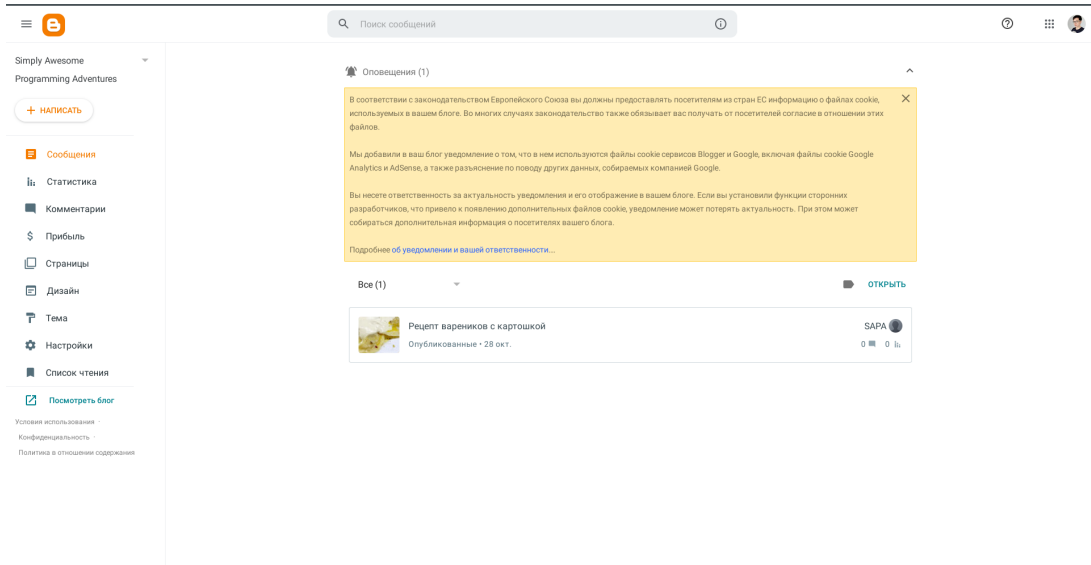 Поиск сообщений
Simply Awesome
Programming Adventures
НАПИСАТЬ
Сообщения
Статистика
Комментарии
Прибыль
Страницы
Дизайн
Тема
Настройки
Список чтения
Посмотреть блог
Условия использования ·
Конфиденциальность ·
Политика в отношении содержания
Оповещения (1)
В соответствии с законодательством Европейского Союза вы должны предоставлять посетителям из стран ЕС информацию о файлах cookie,
используемых в вашем блоге. Во многих случаях законодательство также обязывает вас получать от посетителей согласие в отношении этих
файлов.
Мы добавили в ваш блог уведомление о том, что в нем используются файлы cookie сервисов Blogger и Google, включая файлы cookie Google
Analytics и AdSense, а также разъяснение по поводу других данных, собираемых компанией Google.
Вы несете ответственность за актуальность уведомления и его отображение в вашем блоге. Если вы установили функции сторонних
разработчиков, что привело к появлению дополнительных файлов cookie, уведомление может потерять актуальность. При этом может
собираться дополнительная информация о посетителях вашего блога.
Подробнее об уведомлении и вашей ответственности...
Все (1)
ОТКРЫТЬ
Рецепт вареников с картошкой
SAPA
Опубликованные • 28 окт.
0 0